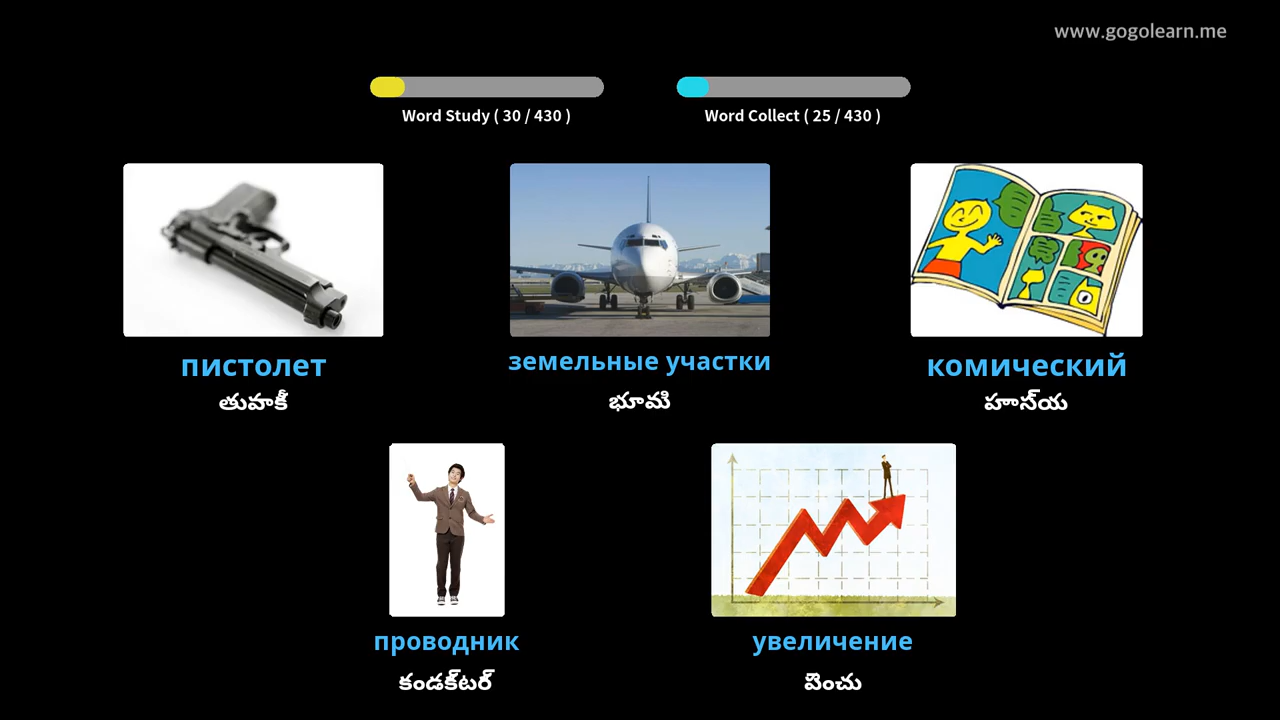 www.gogolearn.me
Word Study ( 30 / 430 )
Word Collect ( 25 / 430 )
пистолет
земельные участки
комический
తువాకీ
భూమి
హాస్య
проводник
увеличение
కండక్టర్
పెంచు